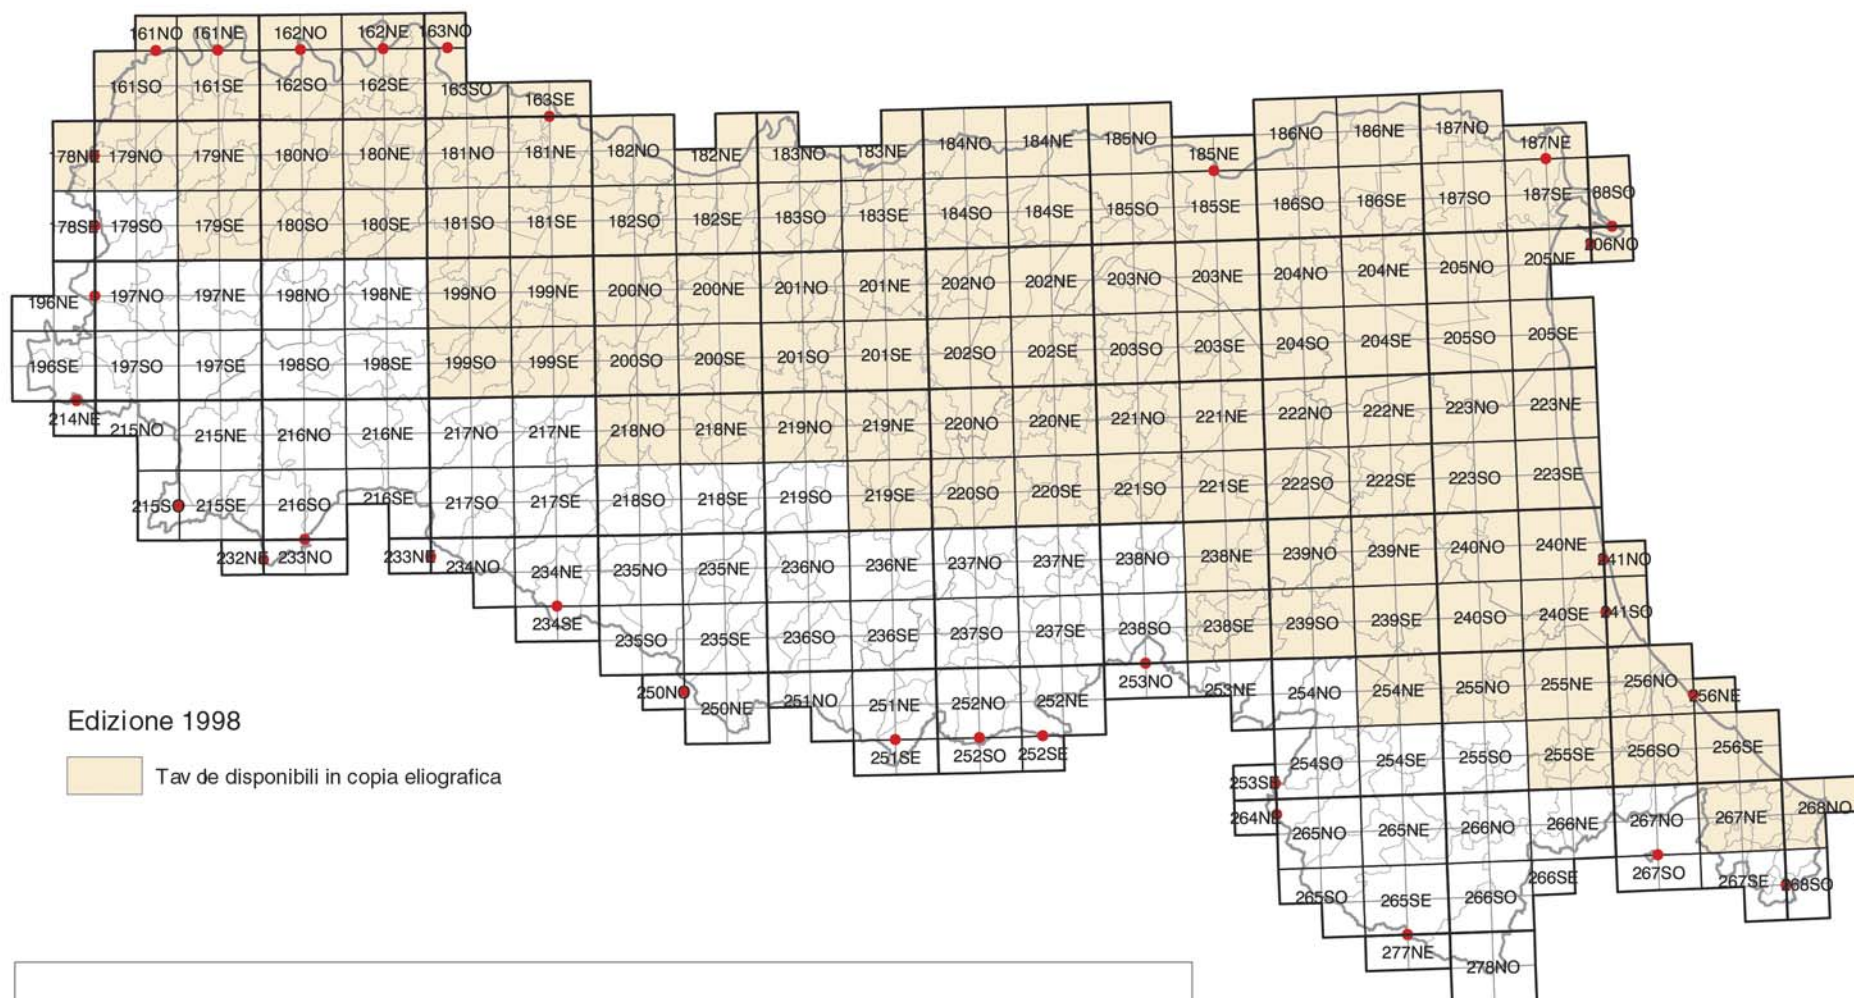 161NO 161NE 162NO 162NE 163NO
161SO 161SE 162SO 162SE 163SO 163SE
178NE 179NO 179NE 180NO 180NE 181NO 181NE 182NO 182NE 183NO 183NE 184NO 184NE 185NO 185NE 186NO 186NE 187NO 187NE
178SE 179SO 179SE 180SO 180SE 181SO 181SE 182SO 182SE 183SO 183SE 184SO 184SE 185SO 185SE 186SO 186SE 187SO 187SE 188SO
196NE 197NO 197NE 198NO 198NE 199NO 199NE 200NO 200NE 201NO 201NE 202NO 202NE 203NO 203NE 204NO 204NE 205NO 205NE 206NO
196SE 197SO 197SE 198SO 198SE 199SO 199SE 200SO 200SE 201SO 201SE 202SO 202SE 203SO 203SE 204SO 204SE 205SO 205SE
214NE 215NO 215NE 216NO 216NE 217NO 217NE 218NO 218NE 219NO 219NE 220NO 220NE 221NO 221NE 222NO 222NE 223NO 223NE
215SO 215SE 216SO 216SE 217SO 217SE 218SO 218SE 219SO 219SE 220SO 220SE 221SO 221SE 222SO 222SE 223SO 223SE
232NE 233NO 233NE 234NO 234NE 235NO 235NE 236NO 236NE 237NO 237NE 238NO 238NE 239NO 239NE 240NO 240NE 241NO
234SE 235SO 235SE 236SO 236SE 237SO 237SE 238SO 238SE 239SO 239SE 240SO 240SE 241SO
250NO 250NE 251NO 251NE 252NO 252NE 253NO 253NE 254NO 254NE 255NO 255NE 256NO 256NE
251SE 252SO 252SE 253SE 254SO 254SE 255SO 255SE 256SO 256SE
264NE 265NO 265NE 266NO 266NE 267NO 267NE 268NO
265SO 265SE 266SO 266SE 267SO 267SE 268SO
277NE 278NO
Edizione 1998
Tav de disponibili in copia eliografica